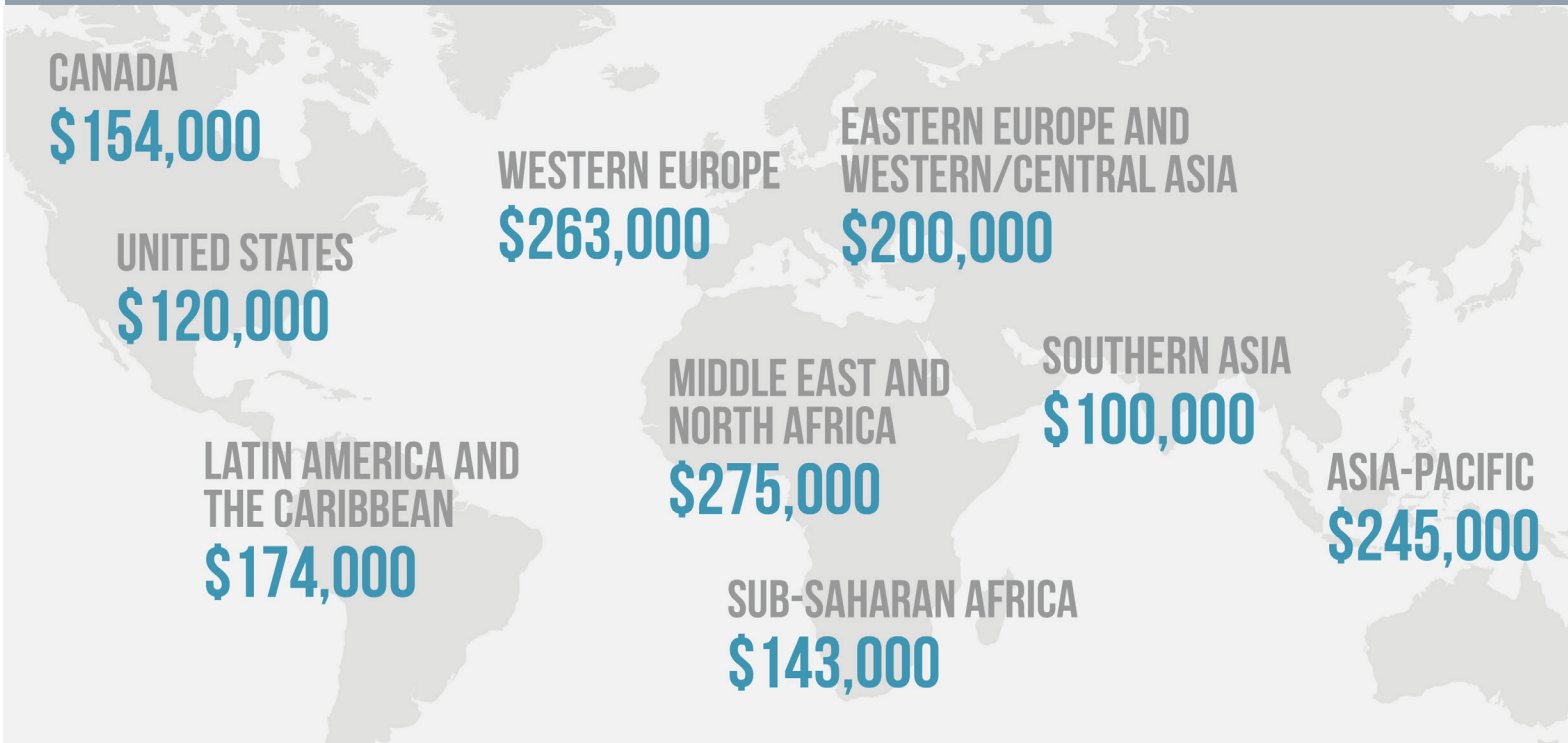 CANADA
$154,000
UNITED STATES
$120,000
LATIN AMERICA AND
THE CARIBBEAN
$174,000
WESTERN EUROPE
$263,000
EASTERN EUROPE AND
WESTERN/CENTRAL ASIA
$200,000
MIDDLE EAST AND
NORTH AFRICA
$275,000
SUB-SAHARAN AFRICA
$143,000
SOUTHERN ASIA
$100,000
ASIA-PACIFIC
$245,000